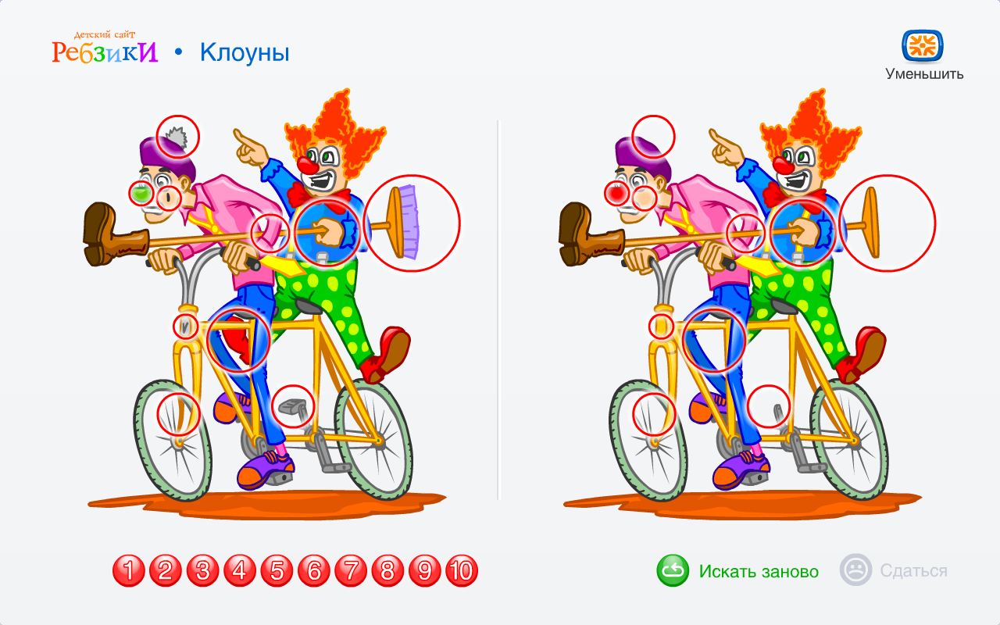 Детский сайт
Ребзики • Клоуны
Уменьшить
1 2 3 4 5 6 7 8 9 10
Искать заново
Сдаться